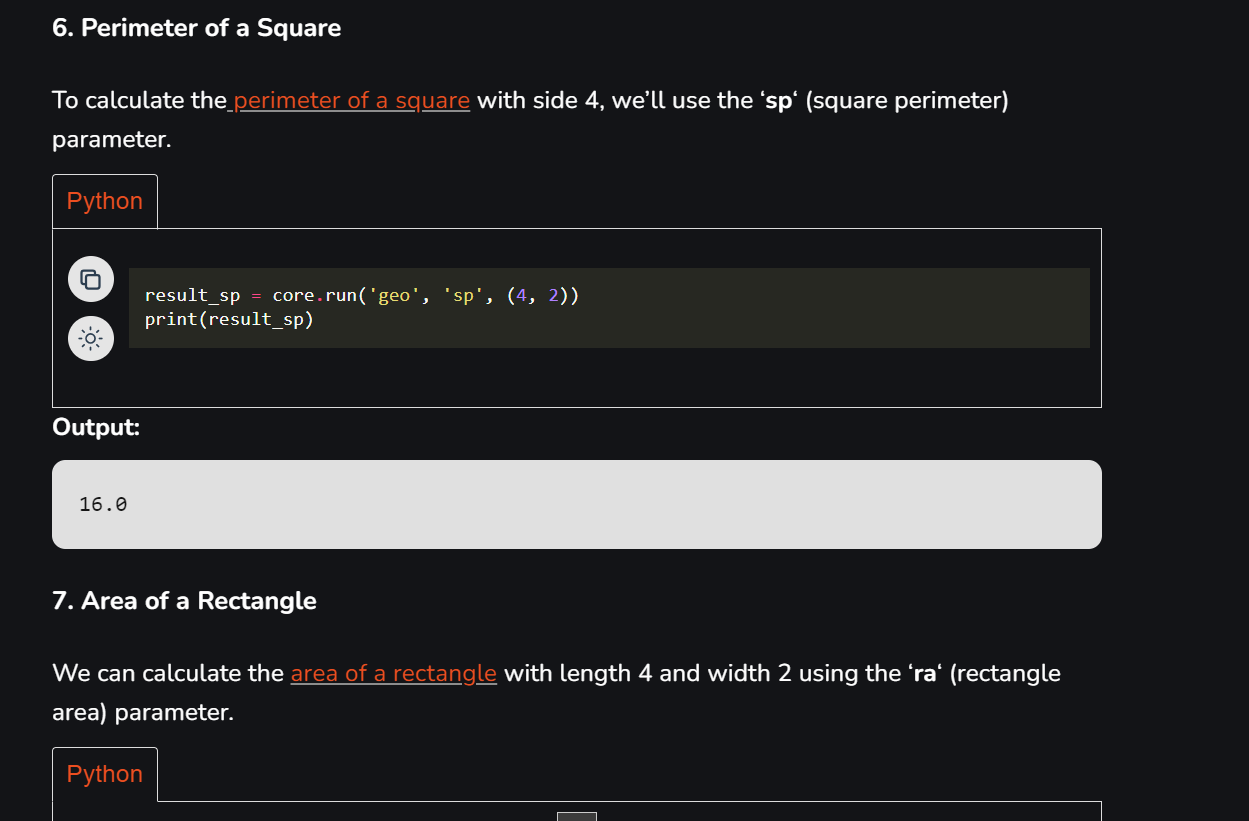 6. Perimeter of a Square
To calculate the perimeter of a square with side 4, we’ll use the ‘sp‘ (square perimeter)
parameter.
Python
result_sp = core.run('geo', 'sp', (4, 2))
print(result_sp)
Output:
16.0
7. Area of a Rectangle
We can calculate the area of a rectangle with length 4 and width 2 using the ‘ra‘ (rectangle
area) parameter.
Python